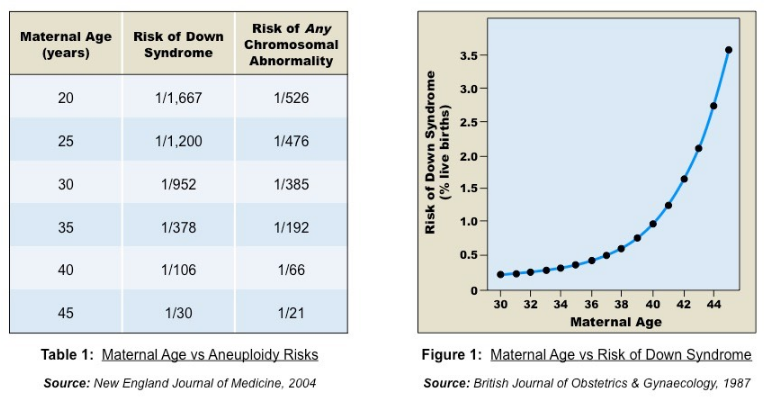 Maternal Age
(years)
Risk of Down
Syndrome
Risk of Any
Chromosomal
Abnormality
20
1/1,667
1/526
25
1/1,200
1/476
30
1/952
1/385
35
1/378
1/192
40
1/106
1/66
45
1/30
1/21
Table 1: Maternal Age vs Aneuploidy Risks
Source: New England Journal of Medicine, 2004
Risk of Down Syndrome
(% live births)
3.5
3.0
2.5
2.0
1.5
1.0
0.5
0
30 32 34 36 38 40 42 44
Maternal Age
Figure 1: Maternal Age vs Risk of Down Syndrome
Source: British Journal of Obstetrics & Gynaecology, 1987